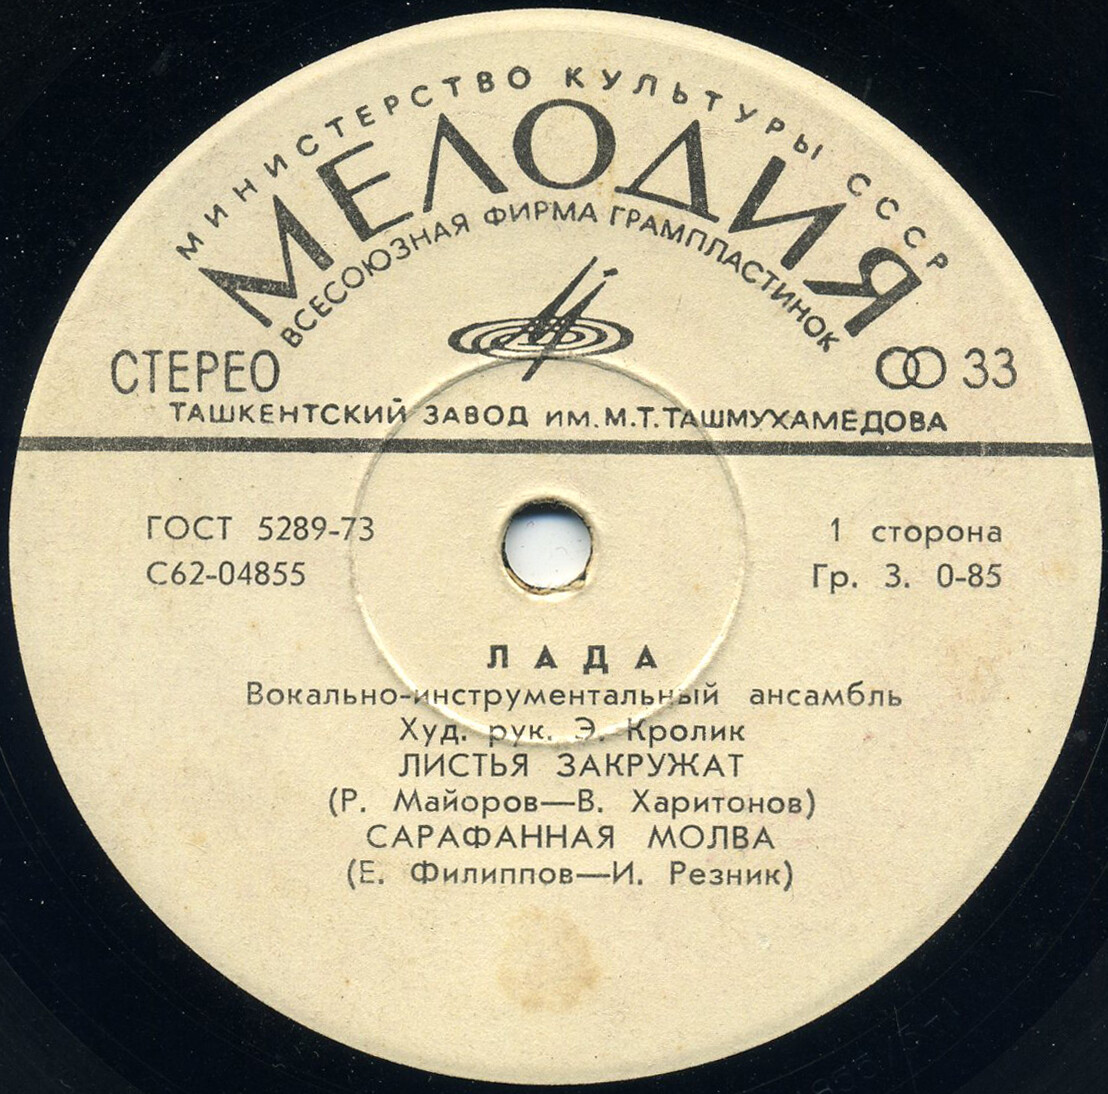 МИНИСТЕРСТВО КУЛЬТУРЫ СССР
МЕЛОДИЯ
ВСЕСОЮЗНАЯ ФИРМА ГРАМПЛАСТИНОК
СТЕРЕО 33
ТАШКЕНТСКИЙ ЗАВОД ИМ. М.Т. ТАШМУХАМЕДОВА
ГОСТ 5289-73 1 сторона
С62-04855 Гр. 3. 0-85
ЛАДА
Вокально-инструментальный ансамбль
Худ. рук. Э. Кролик
ЛИСТЬЯ ЗАКРУЖАТ
(Р. Майоров—В. Харитонов)
САРАФАННАЯ МОЛВА
(Е. Филиппов—И. Резник)